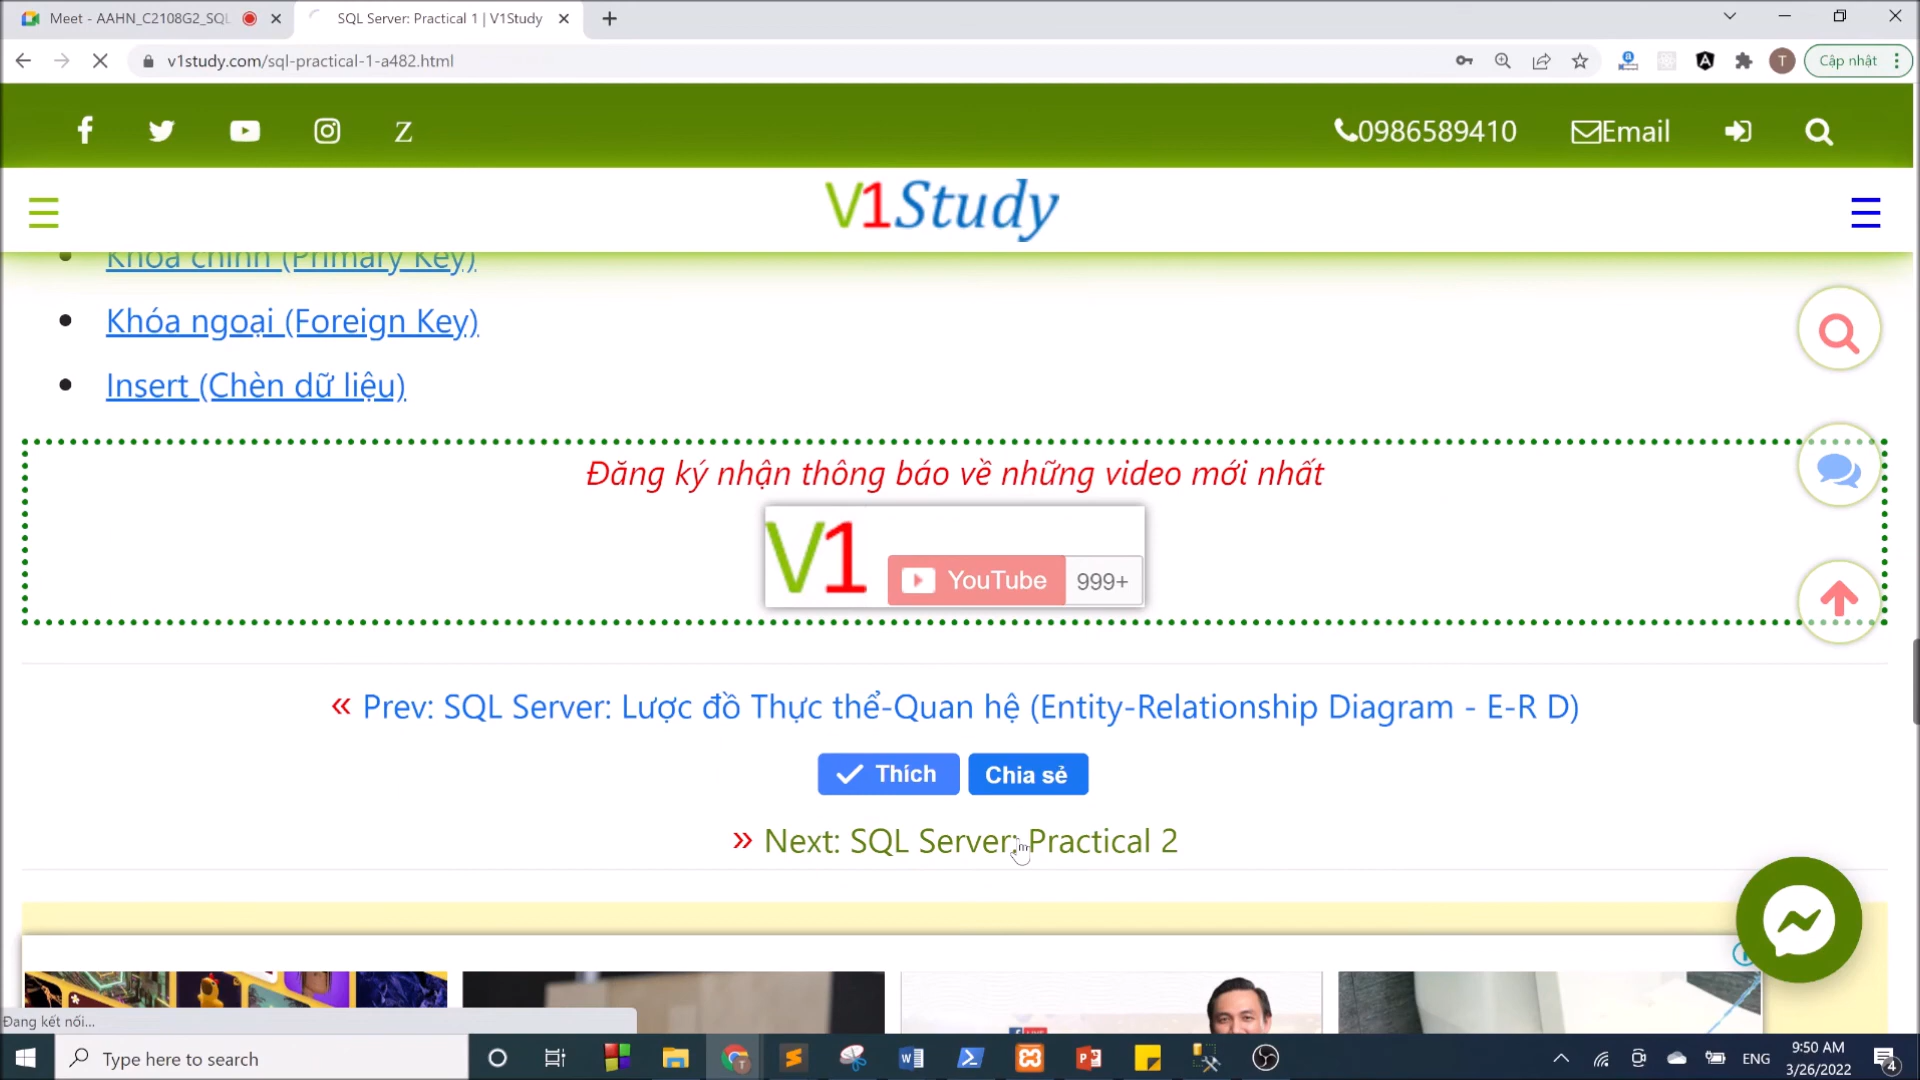 Meet - AAHN_C2108G2_SQL
SQL Server: Practical 1 | V1Study
v1study.com/sql-practical-1-a482.html
T
Cập nhật
Z
0986589410
Email
V1Study
Khóa chính (Primary Key)
Khóa ngoại (Foreign Key)
Insert (Chèn dữ liệu)
Đăng ký nhận thông báo về những video mới nhất
V1
YouTube 999+
« Prev: SQL Server: Lược đồ Thực thể-Quan hệ (Entity-Relationship Diagram - E-R D)
Thích
Chia sẻ
» Next: SQL Server: Practical 2
Đang kết nối...
Type here to search
ENG
9:50 AM
3/26/2022
4